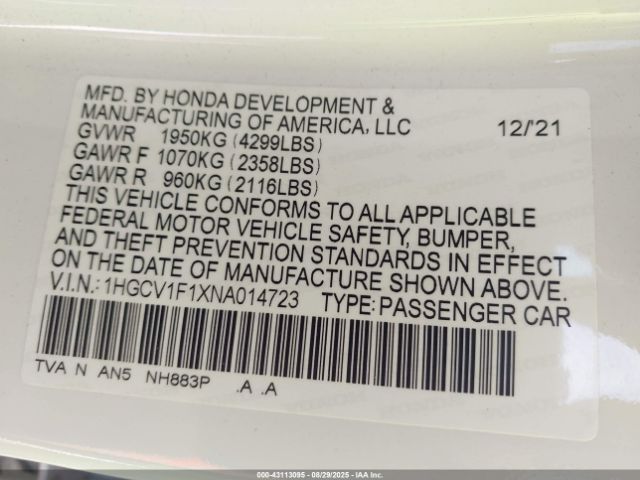 MFD. BY HONDA DEVELOPMENT &
MANUFACTURING OF AMERICA, LLC 12/'21
GVWR 1950KG (4299LBS)
GAWR F 1070KG (2358LBS)
GAWR R 960KG (2116LBS)
THIS VEHICLE CONFORMS TO ALL APPLICABLE
FEDERAL MOTOR VEHICLE SAFETY, BUMPER,
AND THEFT PREVENTION STANDARDS IN EFFECT
ON THE DATE OF MANUFACTURE SHOWN ABOVE.
V.I.N.: 1HGCV1F1XNA014723 TYPE: PASSENGER CAR
TVA N AN5 NH883P .A .A
000-43113095 - 08/29/2025 - IAA Inc.